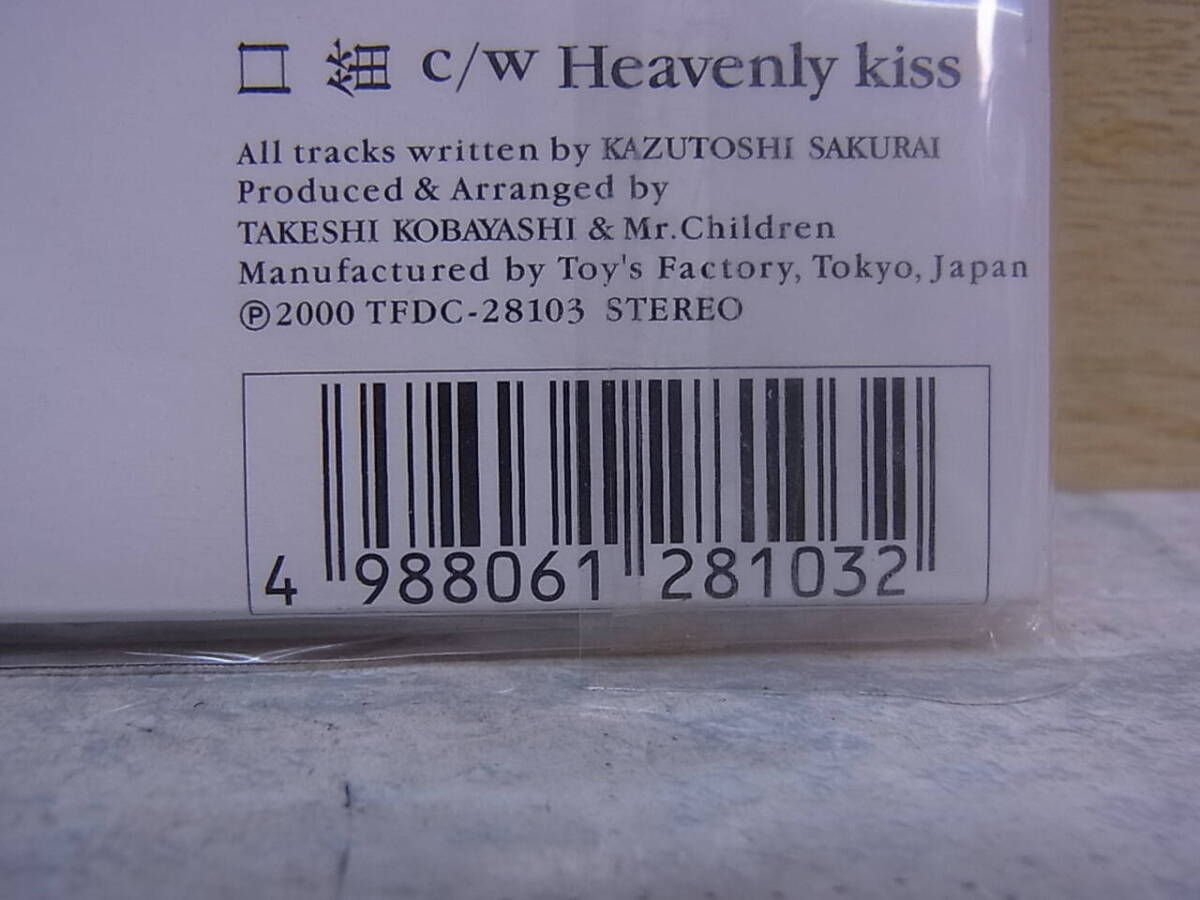 口 笛 c/w Heavenly kiss
All tracks written by KAZUTOSHI SAKURAI
Produced & Arranged by
TAKESHI KOBAYASHI & Mr.Children
Manufactured by Toy's Factory, Tokyo, Japan
Ⓟ2000 TFDC-28103 STEREO
4 988061 281032